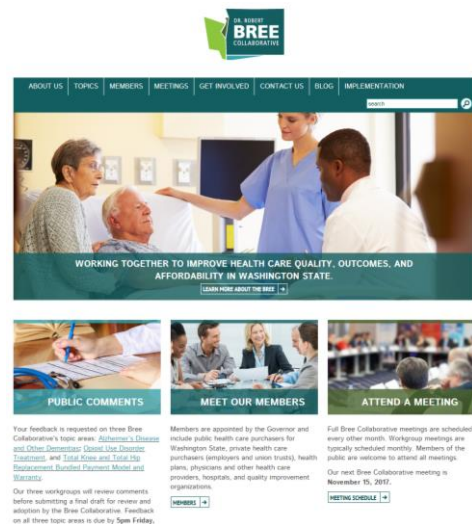 DR. ROBERT
BREE
COLLABORATIVE
ABOUT US
TOPICS
MEMBERS
MEETINGS
GET INVOLVED
CONTACT US
BLOG
IMPLEMENTATION
search
WORKING TOGETHER TO IMPROVE HEALTH CARE QUALITY, OUTCOMES, AND
AFFORDABILITY IN WASHINGTON STATE.
LEARN MORE ABOUT THE BREE
PUBLIC COMMENTS
Your feedback is requested on three Bree
Collaborative's topic areas. Alzheimer's Disease
and Other Dementias; Opioid Use Disorder
Treatment, and Total Knee and Total Hip
Replacement Bundled Payment Model and
Warranty.
Our three workgroups will review comments
before submitting a final draft for review and
adoption by the Bree Collaborative. Feedback
on all three topic areas is due by 5pm Friday,
MEET OUR MEMBERS
Members are appointed by the Governor and
include public health care purchasers for
Washington State, private health care
purchasers (employers and union trusts), health
plans, physicians and other health care
providers, hospitals, and quality improvement
organizations.
MEMBERS
ATTEND A MEETING
Full Bree Collaborative meetings are scheduled
every other month. Workgroup meetings are
typically scheduled monthly. Members of the
public are welcome to attend all meetings.
Our next Bree Collaborative meeting is
November 15, 2017.
MEETING SCHEDULE